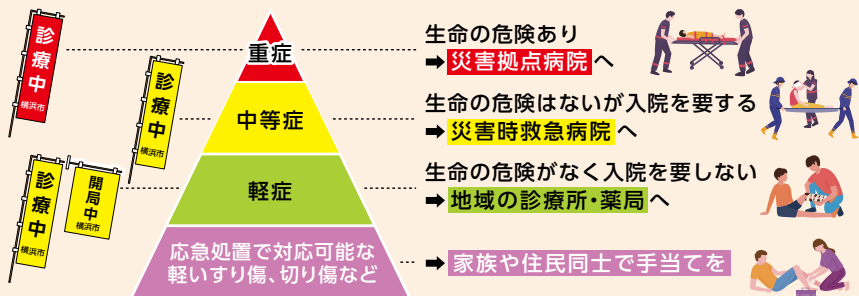 診療中
横浜市
重症
生命の危険あり
➡災害拠点病院へ
診療中
横浜市
中等症
生命の危険はないが入院を要する
➡災害時救急病院へ
診療中
横浜市
開局中
横浜市
軽症
生命の危険がなく入院を要しない
➡地域の診療所・薬局へ
応急処置で対応可能な
軽いすり傷、切り傷など
➡家族や住民同士で手当てを